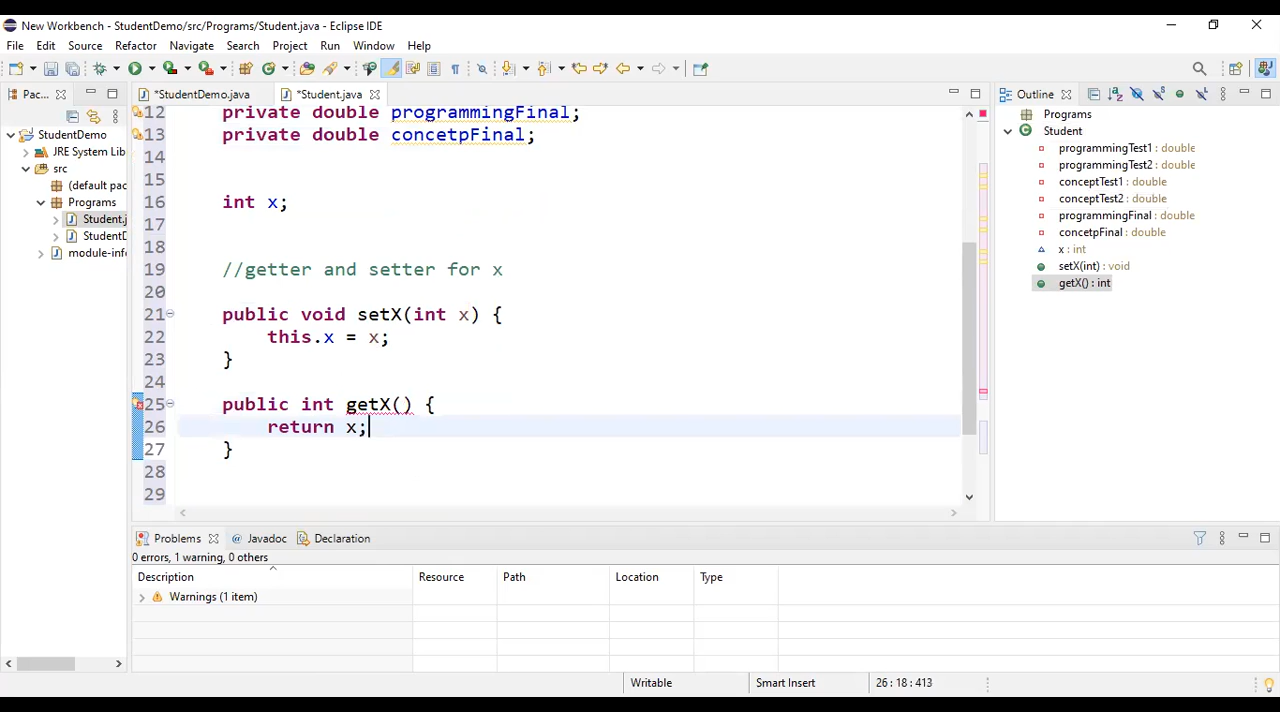 New Workbench - StudentDemo/src/Programs/Student.java - Eclipse IDE
File Edit Source Refactor Navigate Search Project Run Window Help
Pac...
*StudentDemo.java
*Student.java
Outline
StudentDemo
JRE System Lib
src
(default pac
Programs
Student.j
StudentD
module-info
12 private double programmingFinal;
13 private double concetpFinal;
14
15
16 int x;
17
18
19 //getter and setter for x
20
21 public void setX(int x) {
22 this.x = x;
23 }
24
25 public int getX() {
26 return x;
27 }
28
29
Programs
Student
programmingTest1 : double
programmingTest2 : double
conceptTest1 : double
conceptTest2 : double
programmingFinal : double
concetpFinal : double
x : int
setX(int) : void
getX() : int
Problems @ Javadoc Declaration
0 errors, 1 warning, 0 others
Description Resource Path Location Type
Warnings (1 item)
Writable Smart Insert 26 : 18 : 413